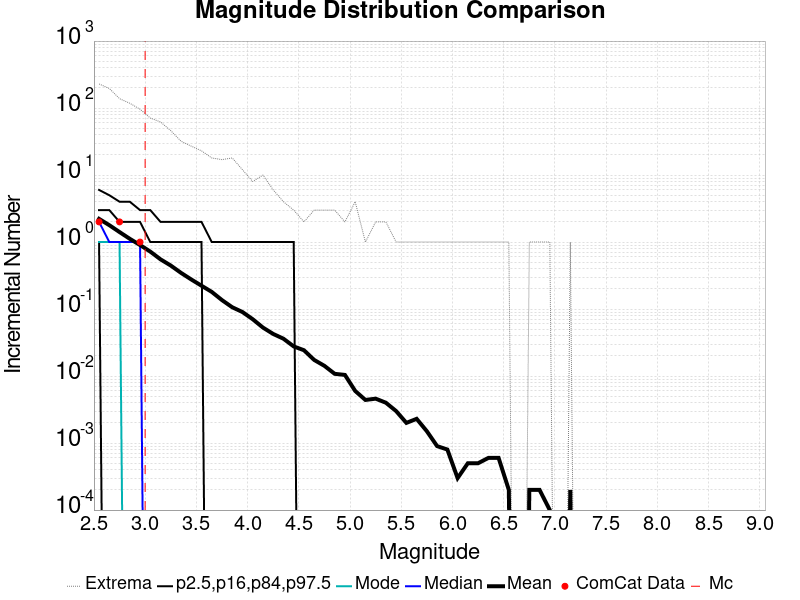 Magnitude Distribution Comparison
10 3
10 2
10 1
10 0
10 -1
10 -2
10 -3
10 -4
Incremental Number
2.5 3.0 3.5 4.0 4.5 5.0 5.5 6.0 6.5 7.0 7.5 8.0 8.5 9.0
Magnitude
Extrema p2.5,p16,p84,p97.5 Mode Median Mean ComCat Data Mc